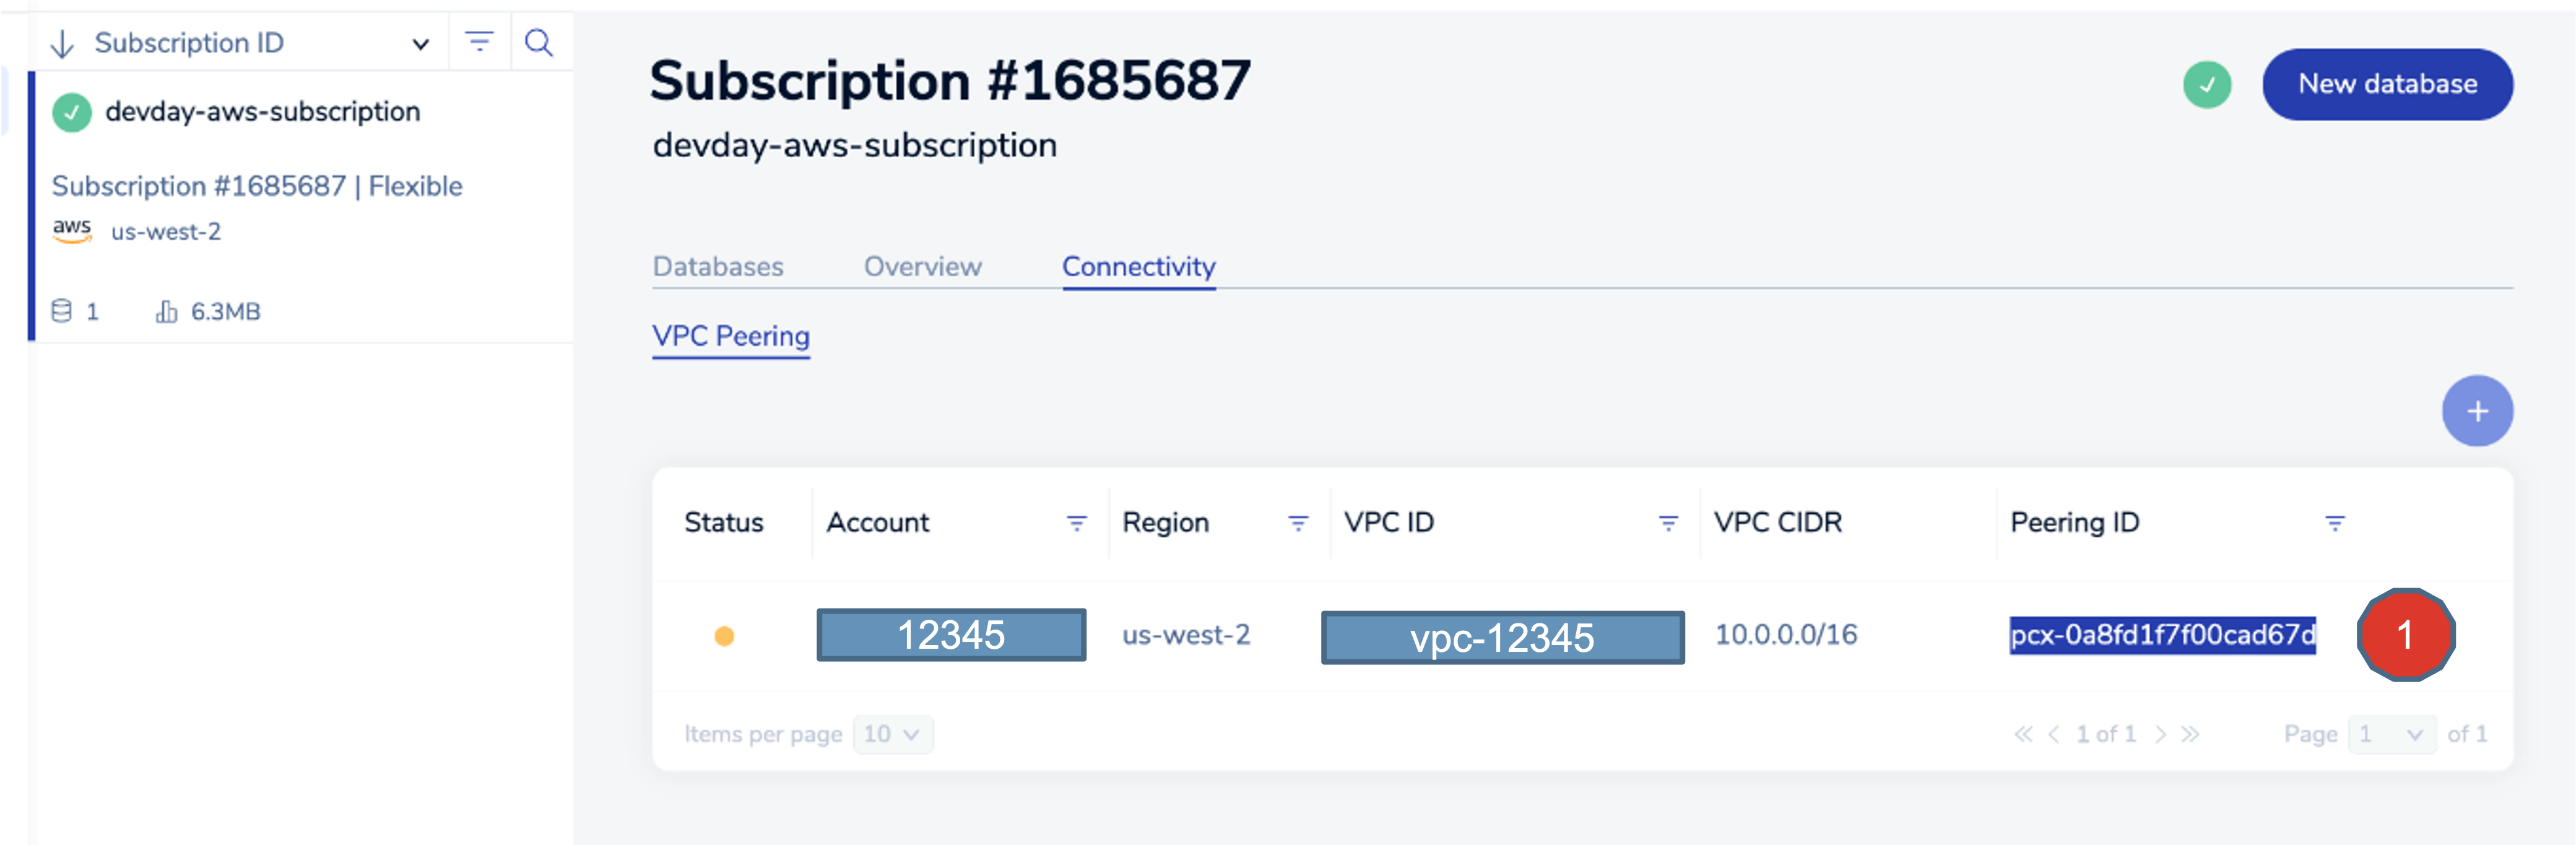 Subscription ID
devday-aws-subscription
Subscription #1685687 | Flexible
aws us-west-2
1 6.3MB
Subscription #1685687
New database
devday-aws-subscription
Databases Overview Connectivity
VPC Peering
+
Status Account Region VPC ID VPC CIDR Peering ID
12345 us-west-2 vpc-12345 10.0.0.0/16 pcx-0a8fd1f7f00cad67d 1
Items per page 10 « < 1 of 1 > » Page 1 of 1